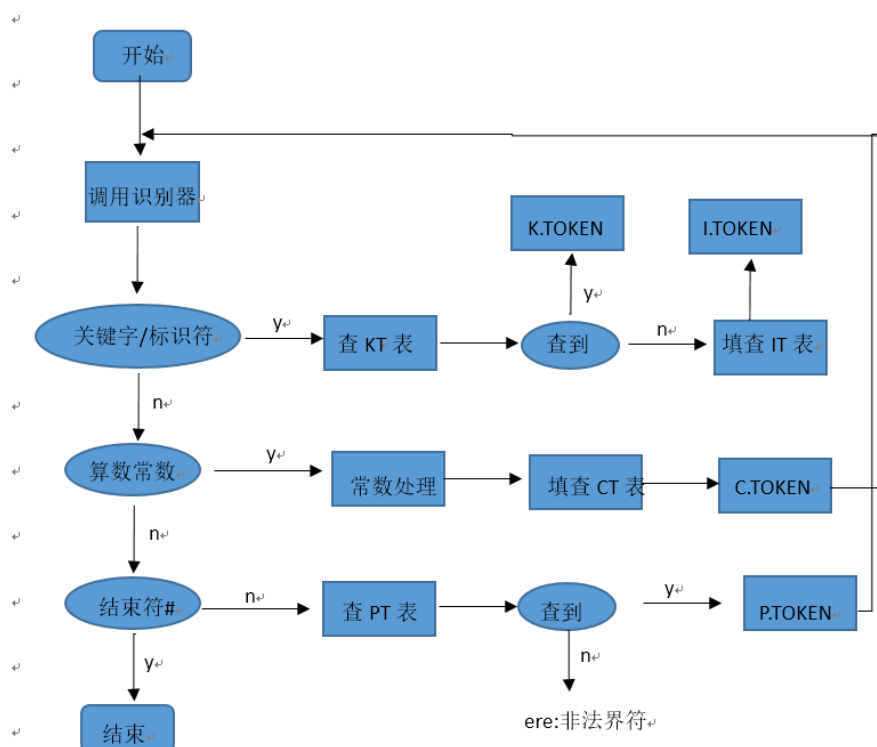 开始
调用识别器
K.TOKEN
I.TOKEN
y
关键字/标识符
y
查 KT 表
查到
n
填查 IT 表
n
算数常数
y
常数处理
填查 CT 表
C.TOKEN
n
结束符#
n
查 PT 表
查到
y
P.TOKEN
y
n
结束
ere:非法界符